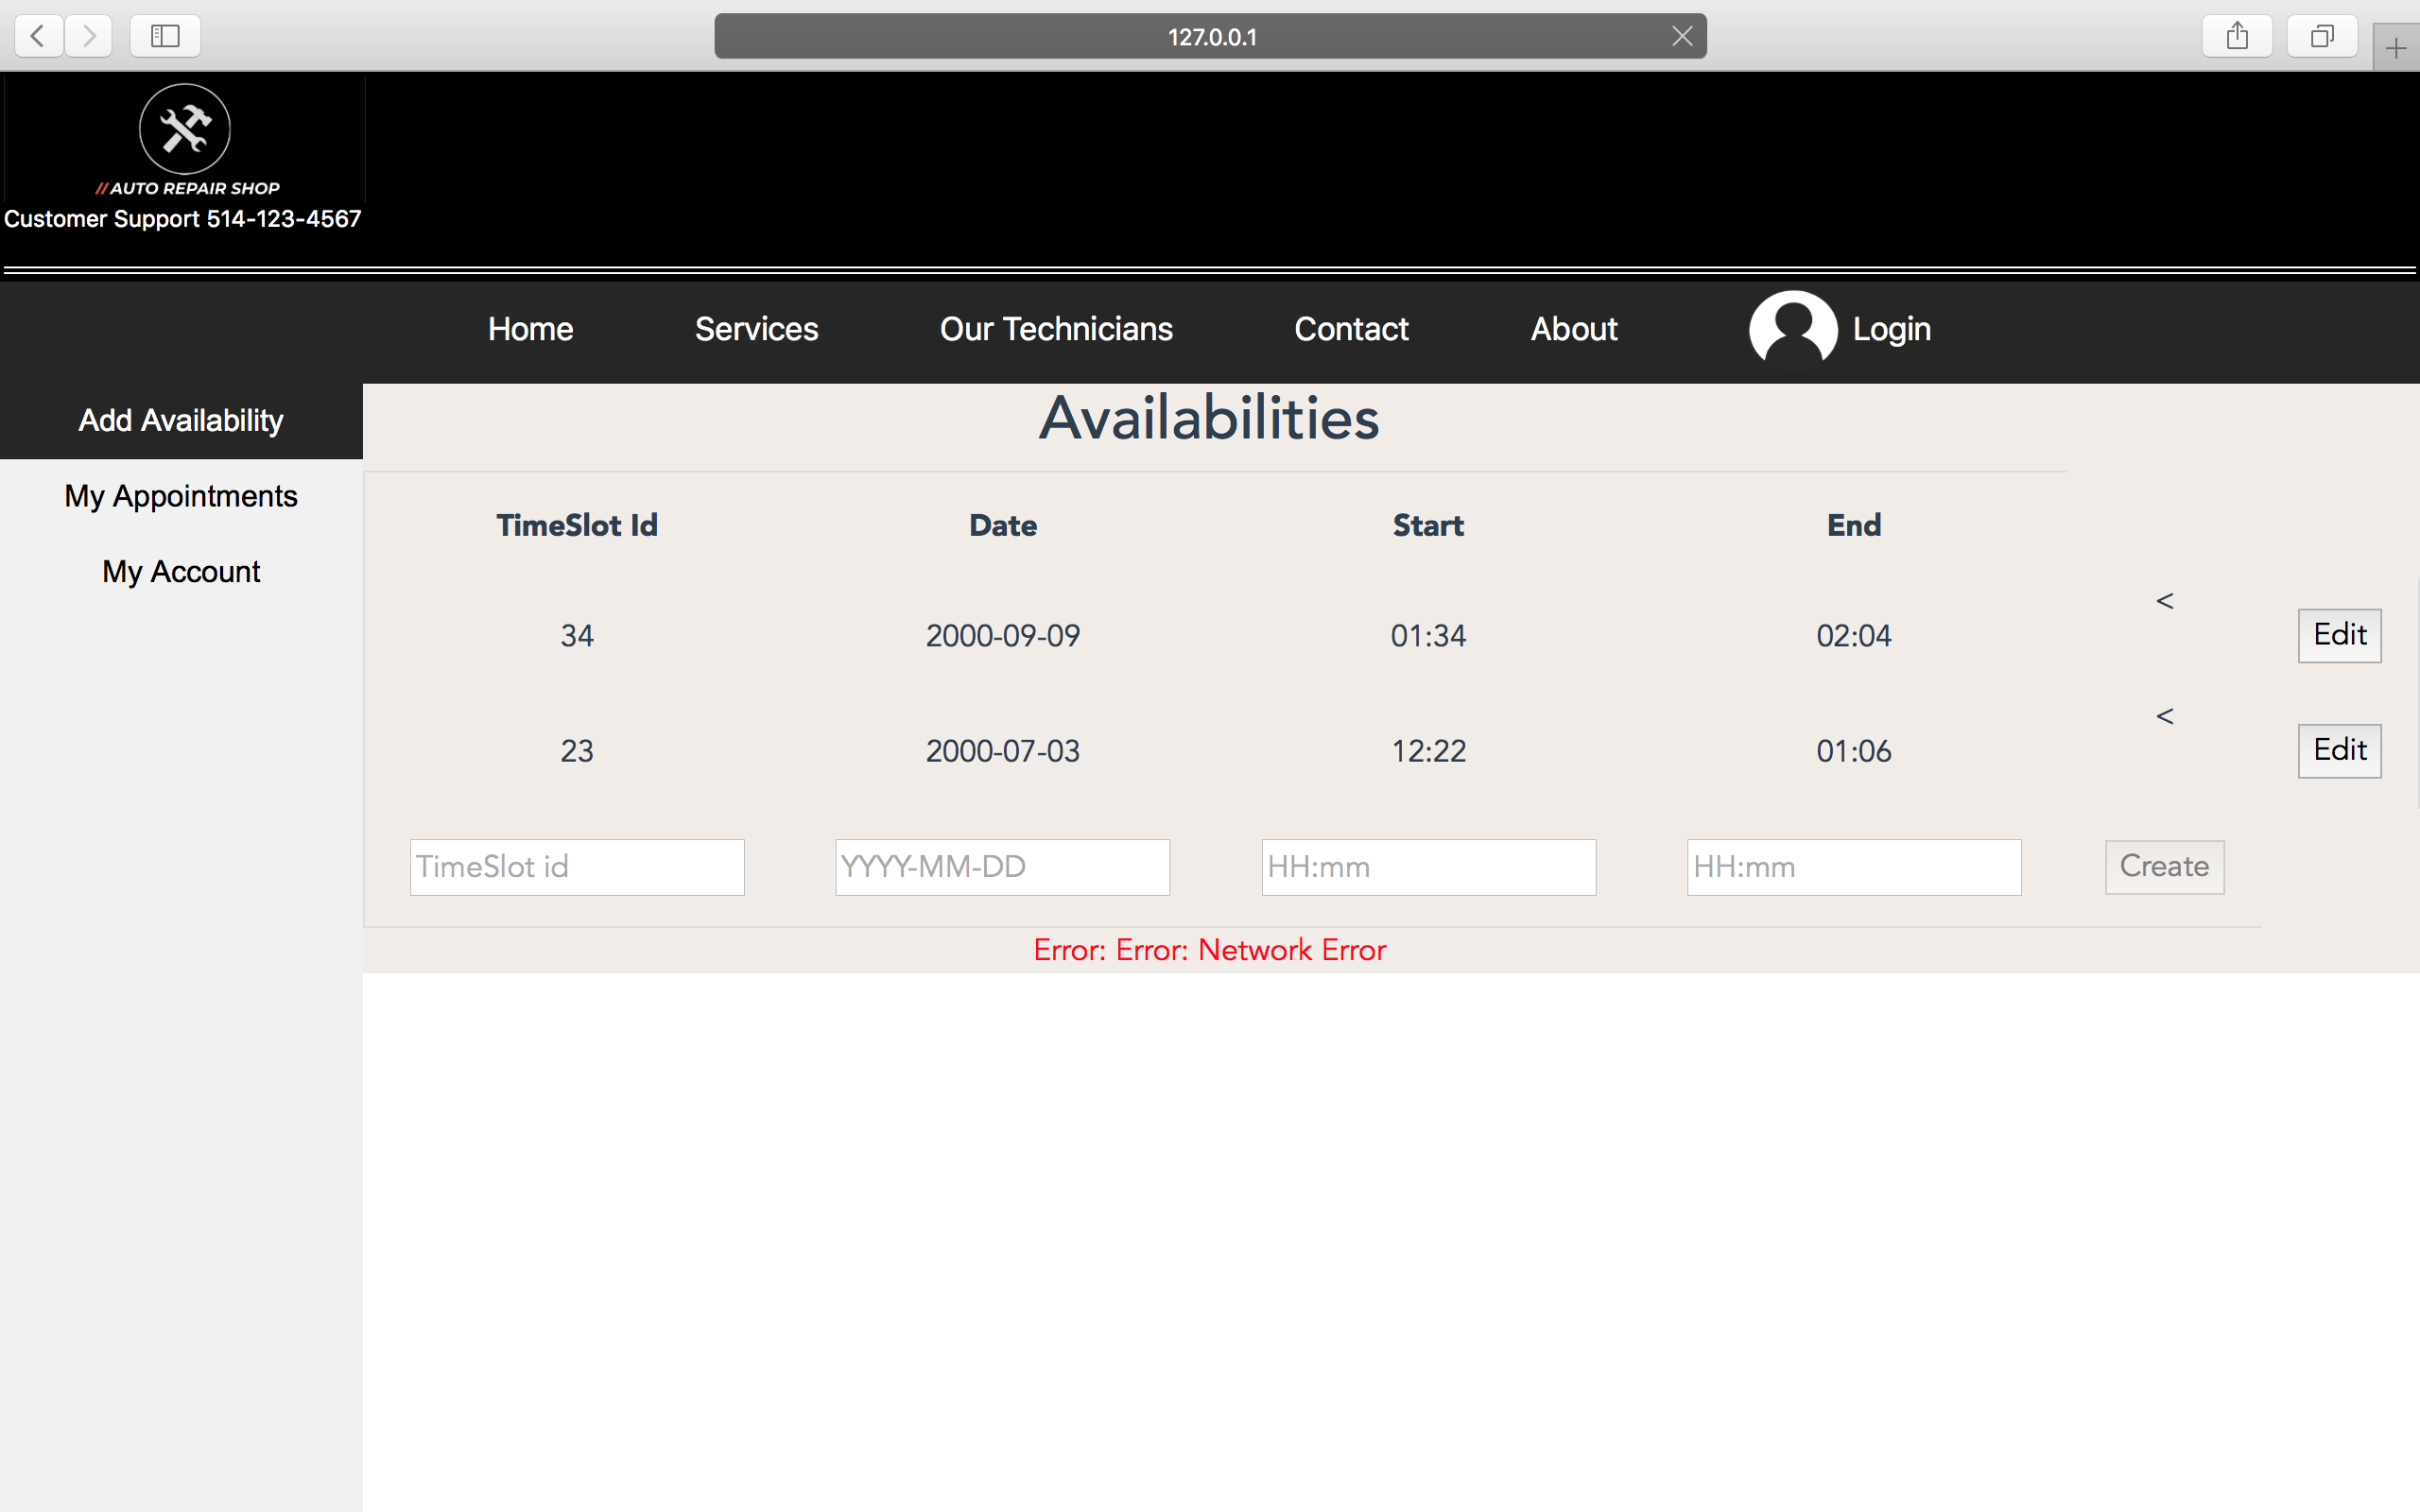 127.0.0.1
// AUTO REPAIR SHOP
Customer Support 514-123-4567
Home Services Our Technicians Contact About Login
Add Availability
My Appointments
My Account
Availabilities
TimeSlot Id Date Start End
34 2000-09-09 01:34 02:04 < Edit
23 2000-07-03 12:22 01:06 < Edit
TimeSlot id YYYY-MM-DD HH:mm HH:mm Create
Error: Error: Network Error